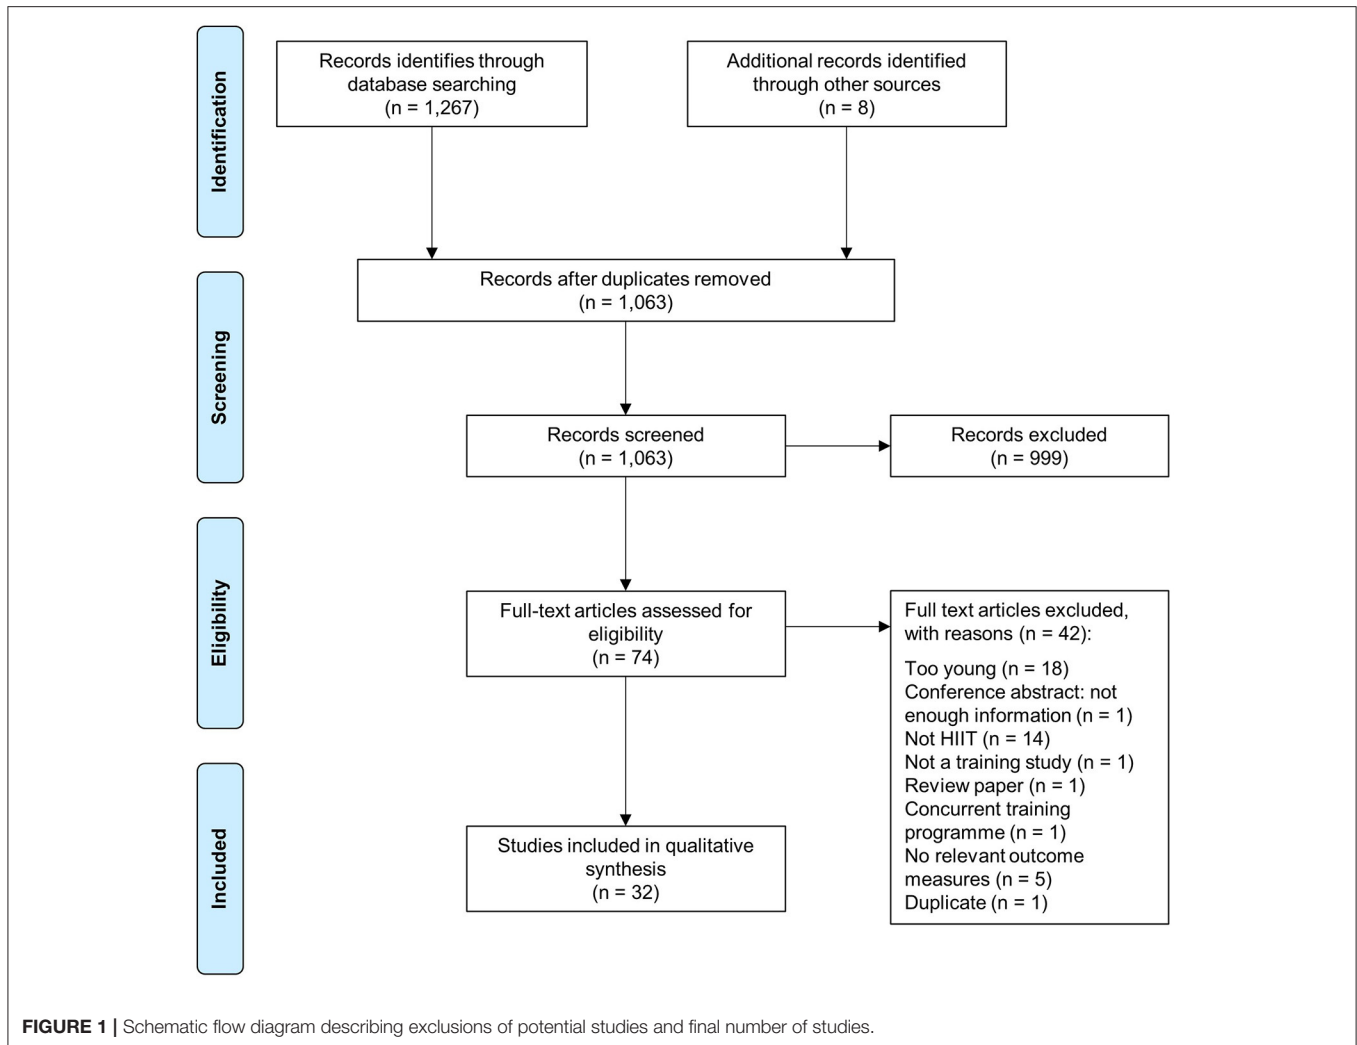 Identification
Records identifies through
database searching
(n = 1,267)
Additional records identified
through other sources
(n = 8)
Records after duplicates removed
(n = 1,063)
Screening
Records screened
(n = 1,063)
Records excluded
(n = 999)
Eligibility
Full-text articles assessed for
eligibility
(n = 74)
Full text articles excluded,
with reasons (n = 42):
Too young (n = 18)
Conference abstract: not
enough information (n = 1)
Not HIIT (n = 14)
Not a training study (n = 1)
Review paper (n = 1)
Concurrent training
programme (n = 1)
No relevant outcome
measures (n = 5)
Duplicate (n = 1)
Included
Studies included in qualitative
synthesis
(n = 32)
FIGURE 1 | Schematic flow diagram describing exclusions of potential studies and final number of studies.